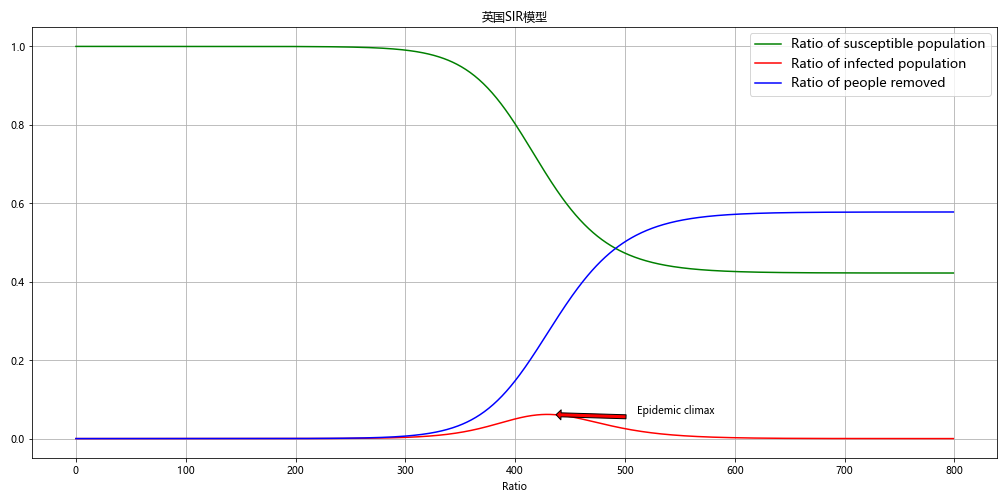 英国SIR模型
Ratio of susceptible population
Ratio of infected population
Ratio of people removed
1.0
0.8
0.6
0.4
0.2
0.0
Epidemic climax
0 100 200 300 400 500 600 700 800
Ratio